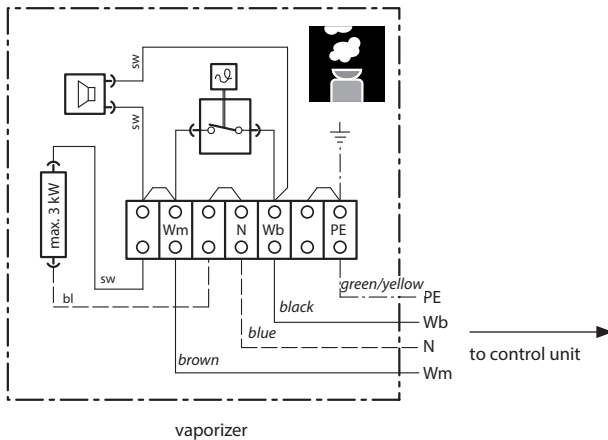 sw
sw
max. 3 kW
Wm
N
Wb
PE
sw
bl
green/yellow
PE
black
Wb
blue
N
to control unit
brown
Wm
vaporizer